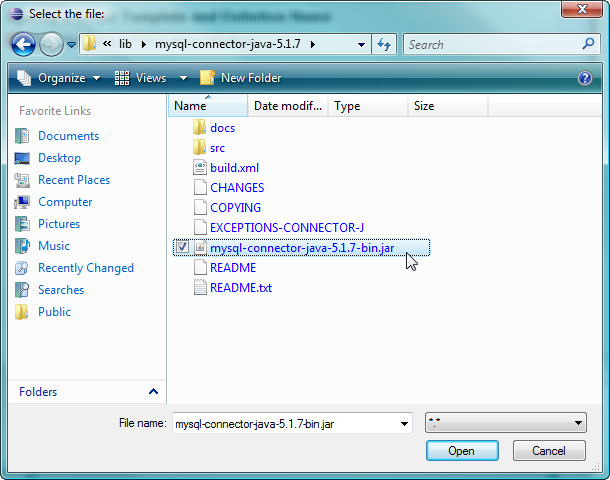 Select the file:
« lib mysql-connector-java-5.1.7 Search
Organize Views New Folder ?
Favorite Links
Documents
Desktop
Recent Places
Computer
Pictures
Music
Recently Changed
Searches
Public
Folders
Name Date modif... Type Size
docs
src
build.xml
CHANGES
COPYING
EXCEPTIONS-CONNECTOR-J
mysql-connector-java-5.1.7-bin.jar
README
README.txt
File name: mysql-connector-java-5.1.7-bin.jar *.*
Open Cancel